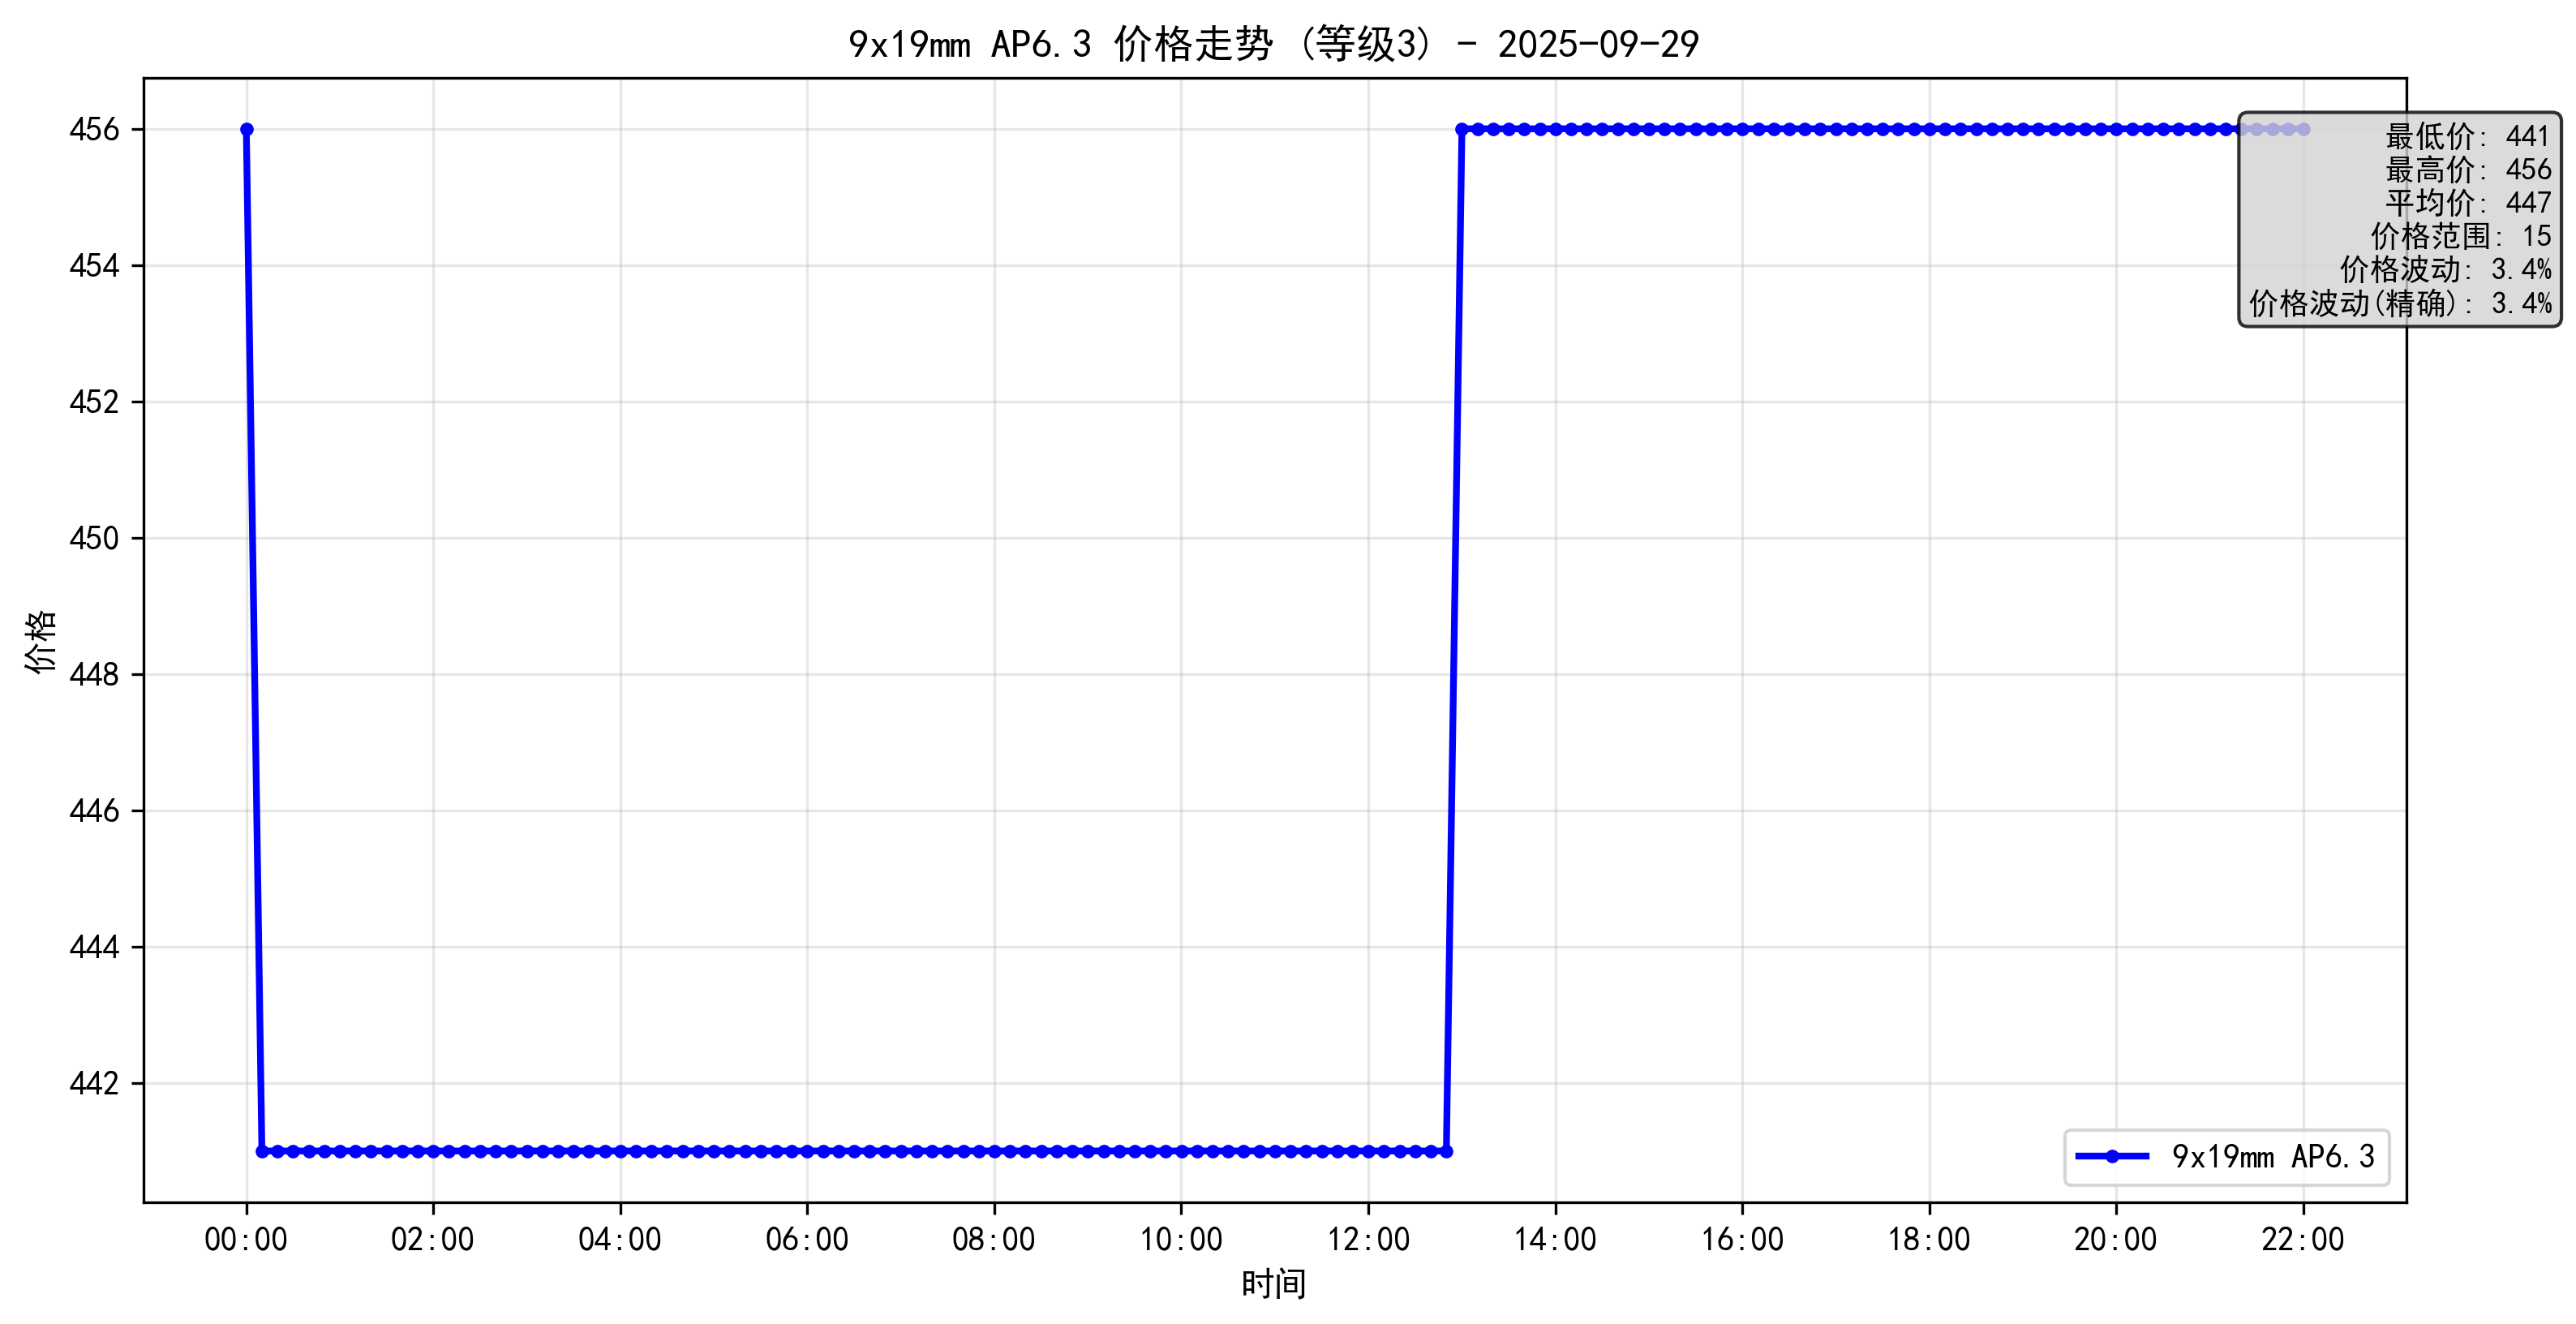 9x19mm AP6.3 价格走势 (等级3) - 2025-09-29
最低价: 441
最高价: 456
平均价: 447
价格范围: 15
价格波动: 3.4%
价格波动(精确): 3.4%
价格
456
454
452
450
448
446
444
442
9x19mm AP6.3
00:00 02:00 04:00 06:00 08:00 10:00 12:00 14:00 16:00 18:00 20:00 22:00
时间